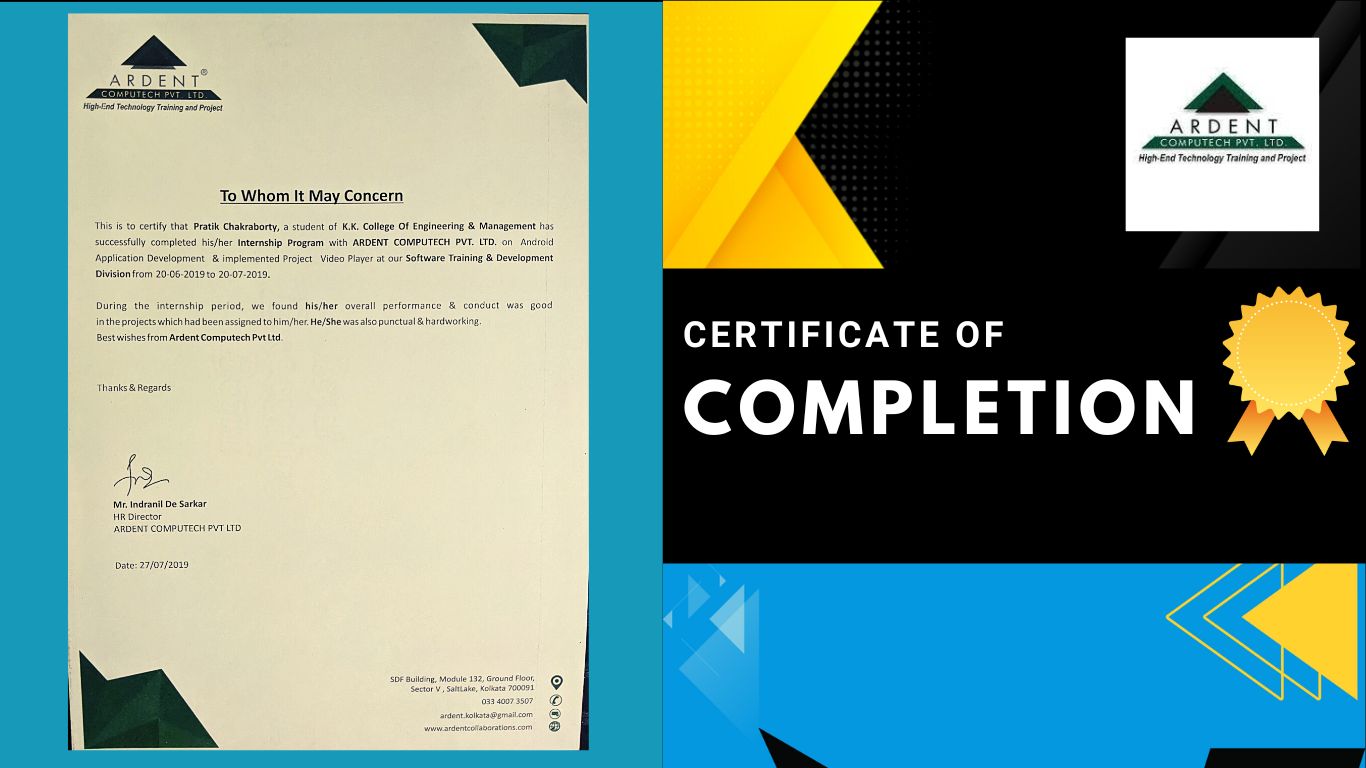 ARDENT®
COMPUTECH PVT. LTD.
High-End Technology Training and Project
To Whom It May Concern
This is to certify that Pratik Chakraborty, a student of K.K. College Of Engineering & Management has
successfully completed his/her Internship Program with ARDENT COMPUTECH PVT. LTD. on Android
Application Development & implemented Project Video Player at our Software Training & Development
Division from 20-06-2019 to 20-07-2019.
During the internship period, we found his/her overall performance & conduct was good
in the projects which had been assigned to him/her. He/She was also punctual & hardworking.
Best wishes from Ardent Computech Pvt Ltd.
Thanks & Regards
Mr. Indranil De Sarkar
HR Director
ARDENT COMPUTECH PVT LTD
Date: 27/07/2019
SDF Building, Module 132, Ground Floor,
Sector V , SaltLake, Kolkata 700091
033 4007 3507
ardent.kolkata@gmail.com
www.ardentcollaborations.com
ARDENT
COMPUTECH PVT. LTD.
High-End Technology Training and Project
CERTIFICATE OF
COMPLETION